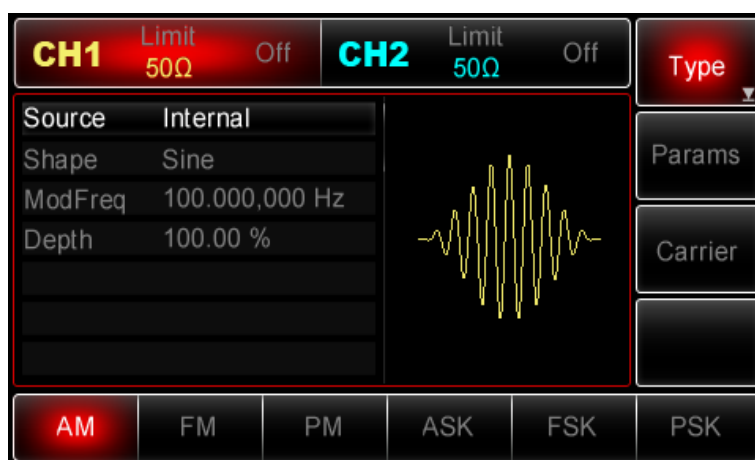 CH1 Limit Off CH2 Limit Off Type
50Ω 50Ω
Source Internal
Shape Sine Params
ModFreq 100.000,000 Hz
Depth 100.00 % Carrier
AM FM PM ASK FSK PSK